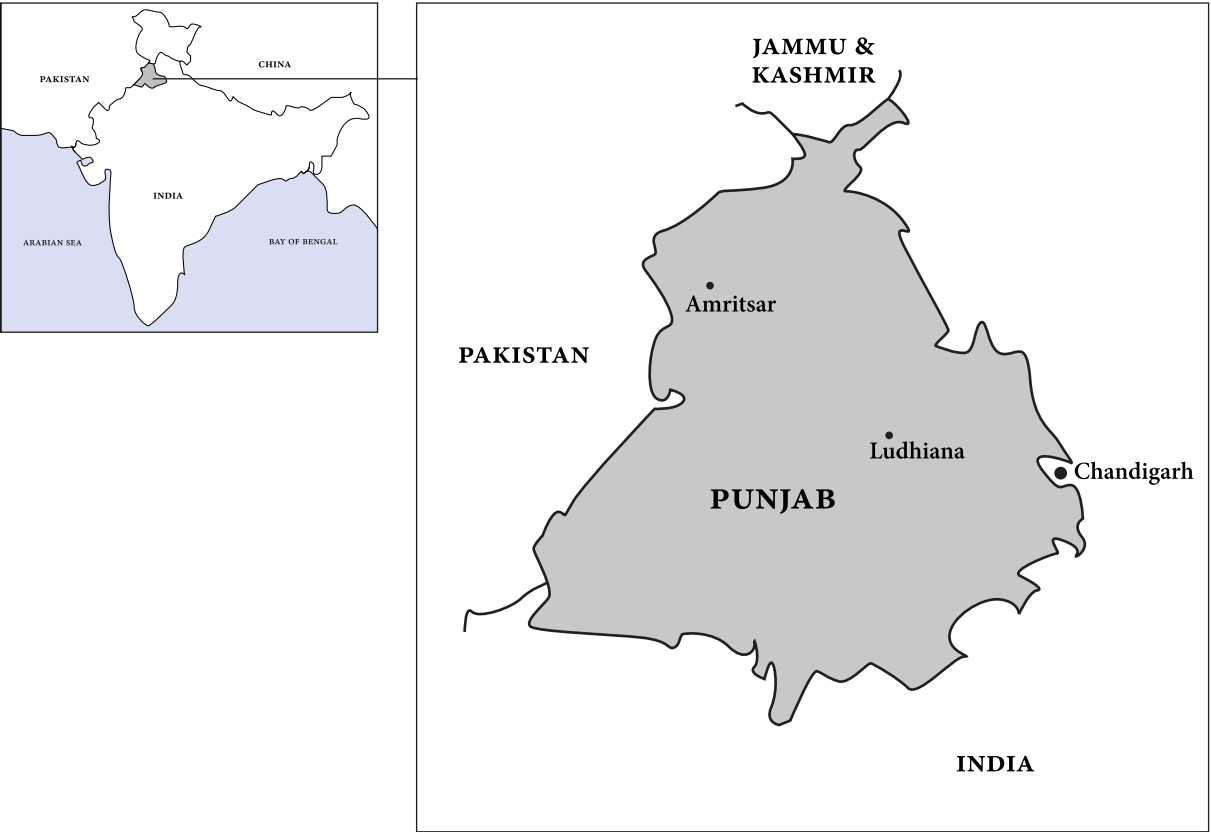 CHINA
PAKISTAN
INDIA
ARABIAN SEA
BAY OF BENGAL
JAMMU &
KASHMIR
Amritsar
PAKISTAN
Ludhiana
Chandigarh
PUNJAB
INDIA